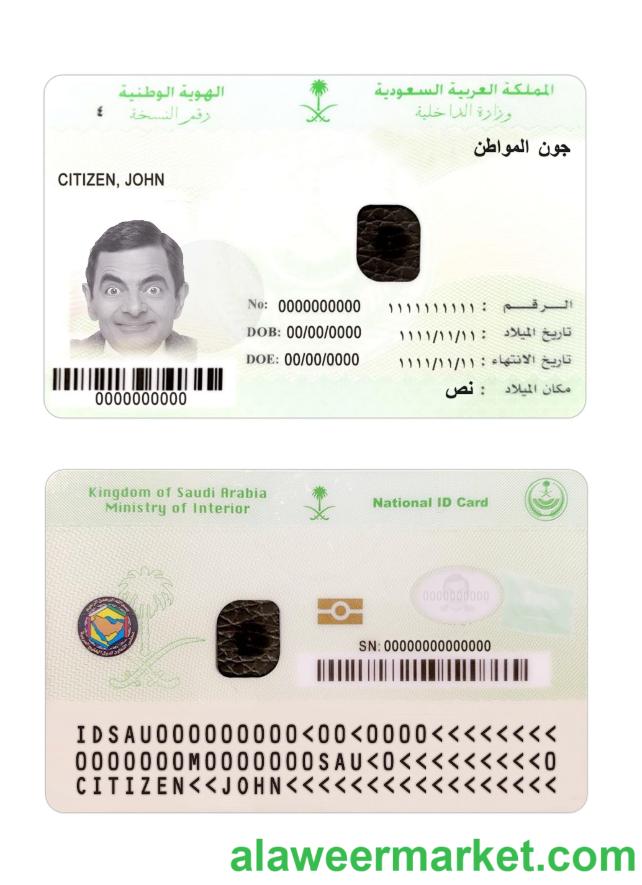 الهوية الوطنية المملكة العربية السعودية
٤ رقم النسخة وزارة الداخلية
جون المواطن
CITIZEN, JOHN
No: 0000000000 الـرقـم : ١١١١١١١١١١
DOB: 00/00/0000 تاريخ الميلاد : ١١١١/١١/١١
DOE: 00/00/0000 تاريخ الانتهاء : ١١١١/١١/١١
مكان الميلاد : نص
0000000000
Kingdom of Saudi Arabia
Ministry of Interior
National ID Card
0000000000
SN: 00000000000000
IDSAU0000000000<00<0000<<<<<<<<
0000000M0000000SAU<0<<<<<<<<<<0
CITIZEN<<JOHN<<<<<<<<<<<<<<<<<<
alaweermarket.com